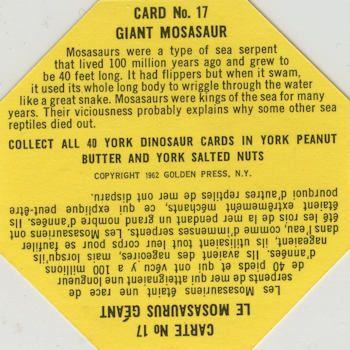 CARD No. 17
GIANT MOSASAUR
Mosasaurs were a type of sea serpent
that lived 100 million years ago and grew to
be 40 feet long. It had flippers but when it swam,
it used its whole long body to wriggle through the water
like a great snake. Mosasaurs were kings of the sea for many
years. Their viciousness probably explains why some other sea
reptiles died out.
COLLECT ALL 40 YORK DINOSAUR CARDS IN YORK PEANUT
BUTTER AND YORK SALTED NUTS
COPYRIGHT 1962 GOLDEN PRESS, N.Y.
CARTE No 17
LE MOSASAURUS GÉANT
Les Mosasauriens étaient une race de
serpents de mer qui atteignaient une longueur
de 40 pieds et qui ont vécu il y a 100 millions
d'années. Ils avaient des nageoires, mais lorsqu'ils
nageaient, ils utilisaient tout leur corps pour se faufiler
dans l'eau, comme d'immenses serpents. Les Mosasauriens ont
été les rois de la mer pendant un grand nombre d'années. Ils
étaient extrêmement méchants, ce qui explique peut-être
pourquoi d'autres reptiles ont disparu.